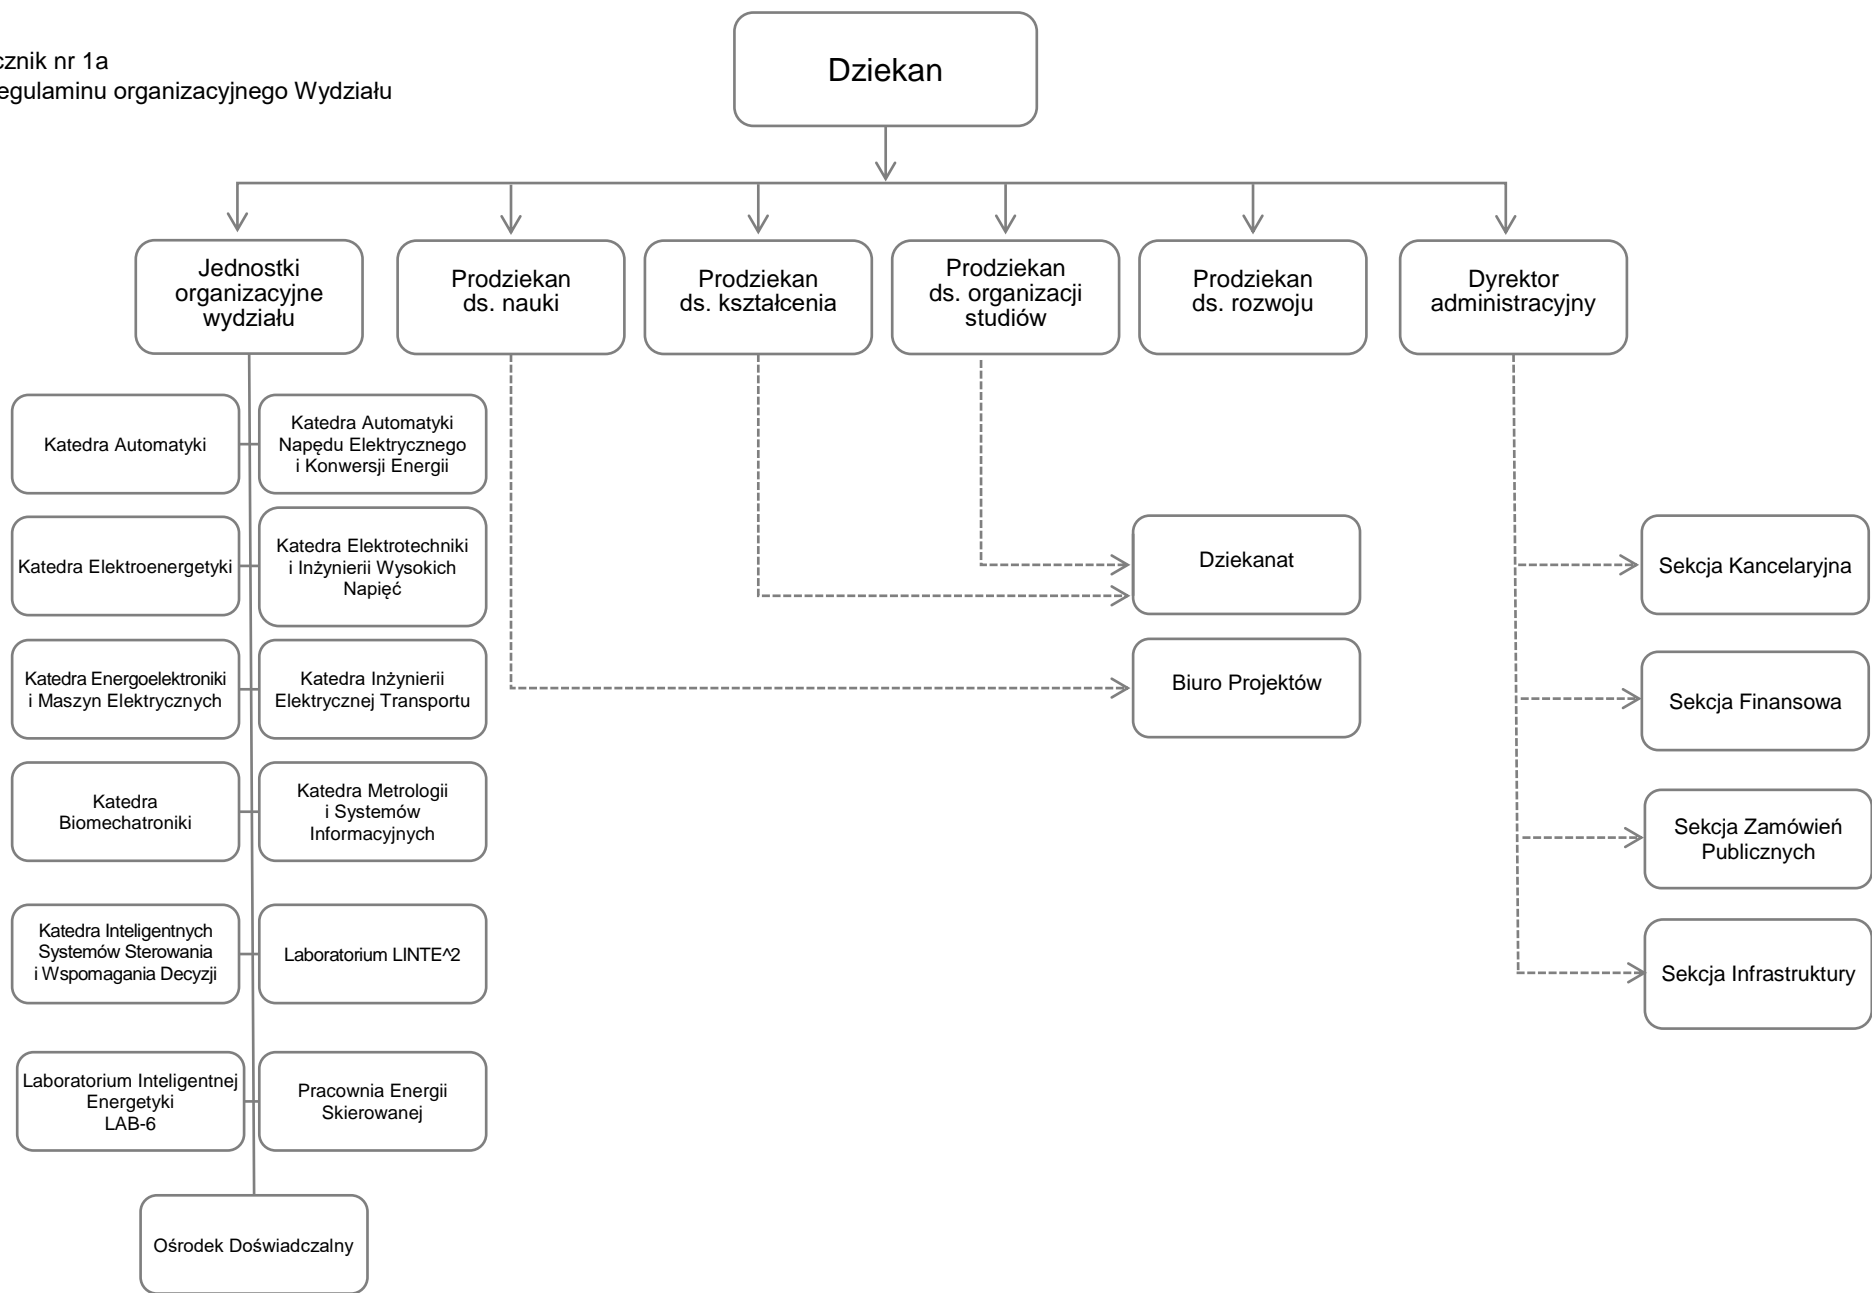 cznik nr 1a
egulaminu organizacyjnego Wydziału
Dziekan
Jednostki
organizacyjne
wydziału
Prodziekan
ds. nauki
Prodziekan
ds. kształcenia
Prodziekan
ds. organizacji
studiów
Prodziekan
ds. rozwoju
Dyrektor
administracyjny
Katedra Automatyki
Katedra Automatyki
Napędu Elektrycznego
i Konwersji Energii
Katedra Elektroenergetyki
Katedra Elektrotechniki
i Inżynierii Wysokich
Napięć
Dziekanat
Sekcja Kancelaryjna
Katedra Energoelektroniki
i Maszyn Elektrycznych
Katedra Inżynierii
Elektrycznej Transportu
Biuro Projektów
Sekcja Finansowa
Katedra
Biomechatroniki
Katedra Metrologii
i Systemów
Informacyjnych
Sekcja Zamówień
Publicznych
Katedra Inteligentnych
Systemów Sterowania
i Wspomagania Decyzji
Laboratorium LINTE^2
Sekcja Infrastruktury
Laboratorium Inteligentnej
Energetyki
LAB-6
Pracownia Energii
Skierowanej
Ośrodek Doświadczalny